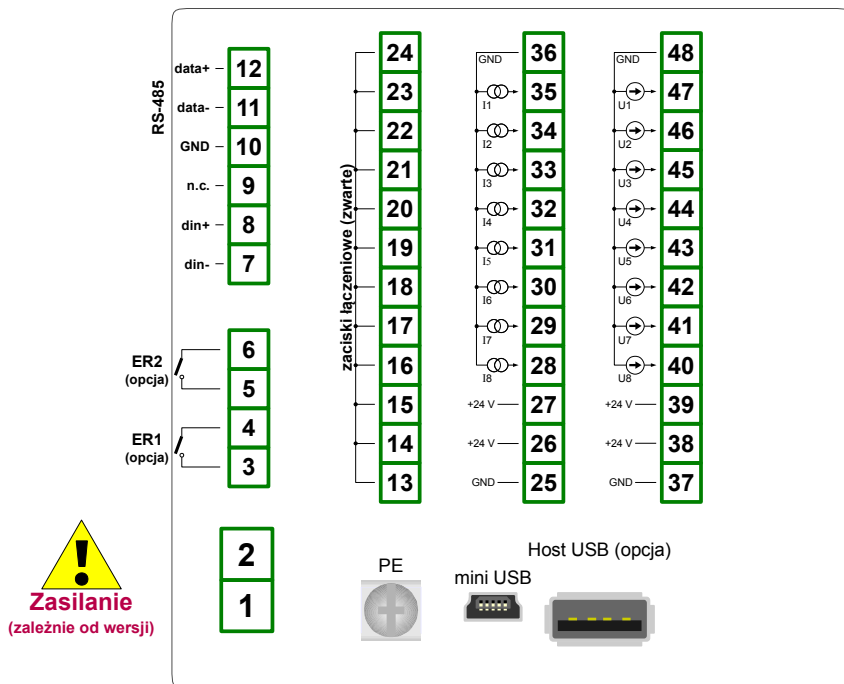 RS-485
data+ 12
data- 11
GND 10
n.c. 9
din+ 8
din- 7
ER2
(opcja)
6
5
ER1
(opcja)
4
3
Zasilanie
(zależnie od wersji)
2
1
zaciski łączeniowe (zwarte)
24
23
22
21
20
19
18
17
16
15
14
13
GND 36
I1 35
I2 34
I3 33
I4 32
I5 31
I6 30
I7 29
I8 28
+24 V 27
+24 V 26
GND 25
GND 48
U1 47
U2 46
U3 45
U4 44
U5 43
U6 42
U7 41
U8 40
+24 V 39
+24 V 38
GND 37
PE
mini USB
Host USB (opcja)